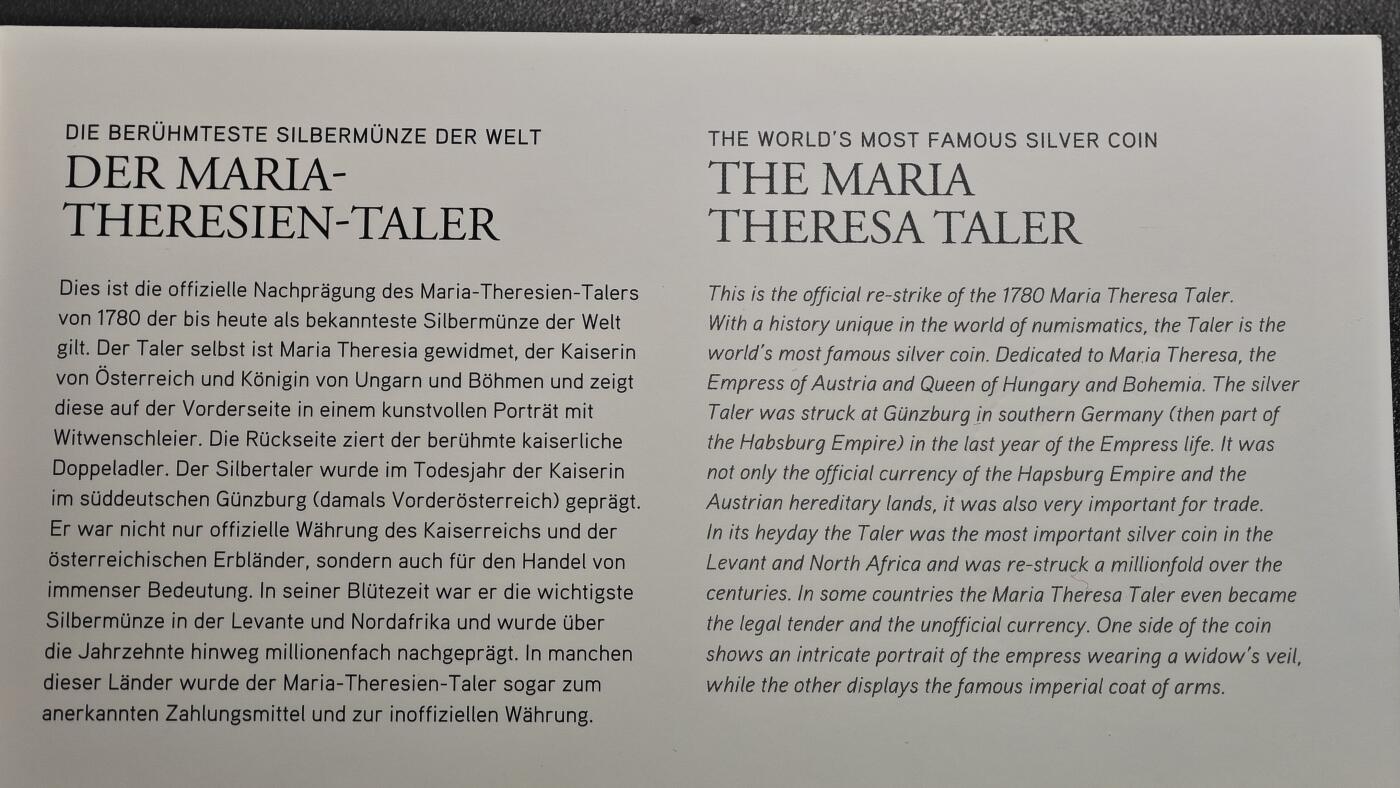 DIE BERÜHMTESTE SILBERMÜNZE DER WELT
DER MARIA-
THERESIEN-TALER
Dies ist die offizielle Nachprägung des Maria-Theresien-Talers
von 1780 der bis heute als bekannteste Silbermünze der Welt
gilt. Der Taler selbst ist Maria Theresia gewidmet, der Kaiserin
von Österreich und Königin von Ungarn und Böhmen und zeigt
diese auf der Vorderseite in einem kunstvollen Porträt mit
Witwenschleier. Die Rückseite ziert der berühmte kaiserliche
Doppeladler. Der Silbertaler wurde im Todesjahr der Kaiserin
im süddeutschen Günzburg (damals Vorderösterreich) geprägt.
Er war nicht nur offizielle Währung des Kaiserreichs und der
österreichischen Erbländer, sondern auch für den Handel von
immenser Bedeutung. In seiner Blütezeit war er die wichtigste
Silbermünze in der Levante und Nordafrika und wurde über
die Jahrzehnte hinweg millionenfach nachgeprägt. In manchen
dieser Länder wurde der Maria-Theresien-Taler sogar zum
anerkannten Zahlungsmittel und zur inoffiziellen Währung.
THE WORLD'S MOST FAMOUS SILVER COIN
THE MARIA
THERESA TALER
This is the official re-strike of the 1780 Maria Theresa Taler.
With a history unique in the world of numismatics, the Taler is the
world's most famous silver coin. Dedicated to Maria Theresa, the
Empress of Austria and Queen of Hungary and Bohemia. The silver
Taler was struck at Günzburg in southern Germany (then part of
the Habsburg Empire) in the last year of the Empress life. It was
not only the official currency of the Hapsburg Empire and the
Austrian hereditary lands, it was also very important for trade.
In its heyday the Taler was the most important silver coin in the
Levant and North Africa and was re-struck a millionfold over the
centuries. In some countries the Maria Theresa Taler even became
the legal tender and the unofficial currency. One side of the coin
shows an intricate portrait of the empress wearing a widow's veil,
while the other displays the famous imperial coat of arms.